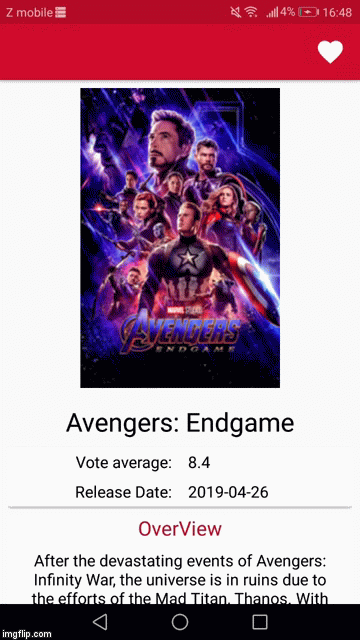 Z mobile 4% 16:48
MARVEL STUDIOS
AVENGERS
ENDGAME
Avengers: Endgame
Vote average: 8.4
Release Date: 2019-04-26
OverView
After the devastating events of Avengers:
Infinity War, the universe is in ruins due to
the efforts of the Mad Titan, Thanos. With
imgflip.com